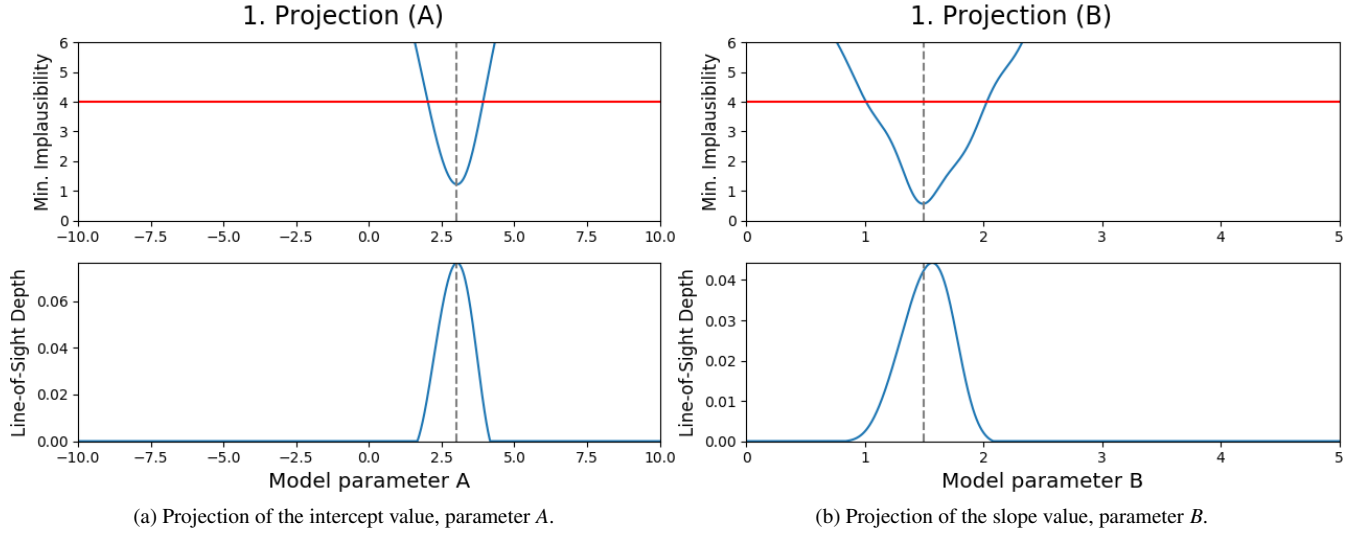 1. Projection (A)
6
5
4
3
2
1
0
Min. Implausibility
−10.0 −7.5 −5.0 −2.5 0.0 2.5 5.0 7.5 10.0
0.06
0.04
0.02
0.00
Line-of-Sight Depth
−10.0 −7.5 −5.0 −2.5 0.0 2.5 5.0 7.5 10.0
Model parameter A
(a) Projection of the intercept value, parameter A.
1. Projection (B)
6
5
4
3
2
1
0
Min. Implausibility
0 1 2 3 4 5
0.04
0.03
0.02
0.01
0.00
Line-of-Sight Depth
0 1 2 3 4 5
Model parameter B
(b) Projection of the slope value, parameter B.